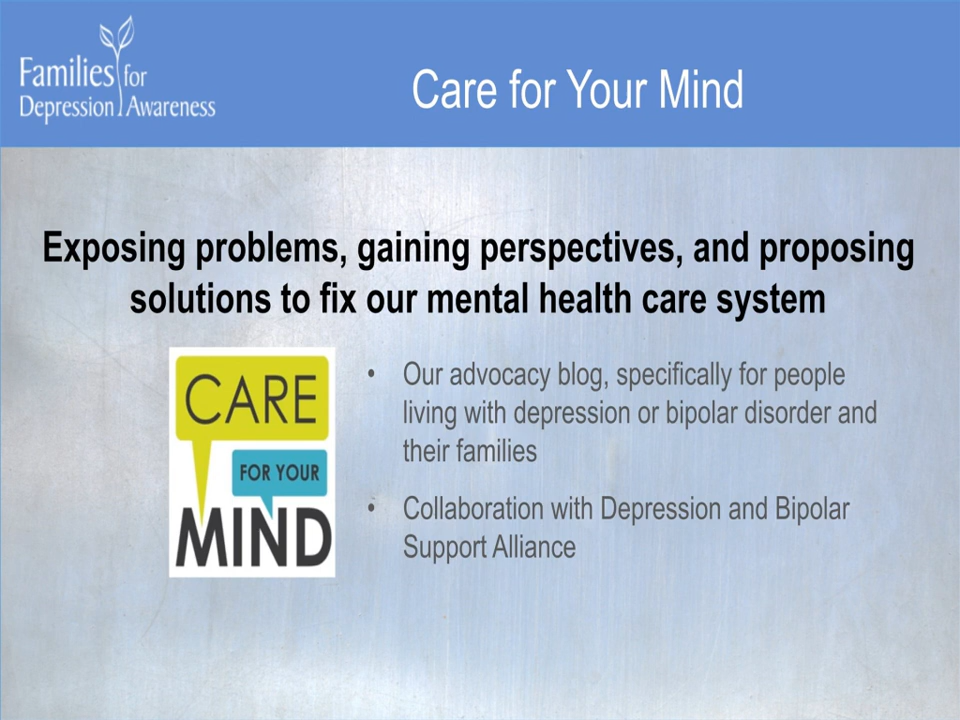 Families for
Depression Awareness
Care for Your Mind
Exposing problems, gaining perspectives, and proposing
solutions to fix our mental health care system
CARE
FOR YOUR
MIND
• Our advocacy blog, specifically for people
living with depression or bipolar disorder and
their families
• Collaboration with Depression and Bipolar
Support Alliance